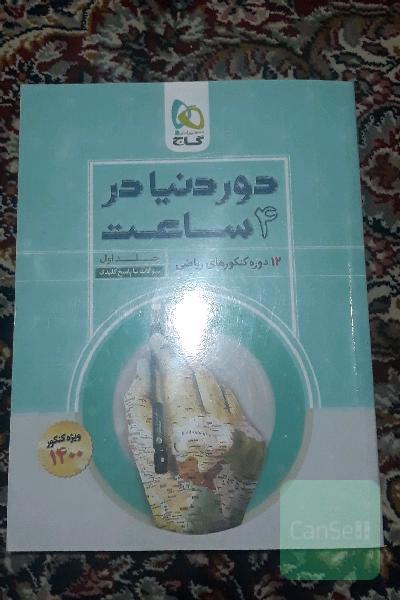 گاج
دور دنیا در
۴ ساعت
۱۲ دوره کنکورهای ریاضی
جلد اول
ویژه کنکور
۱۴۰۰
CanSell